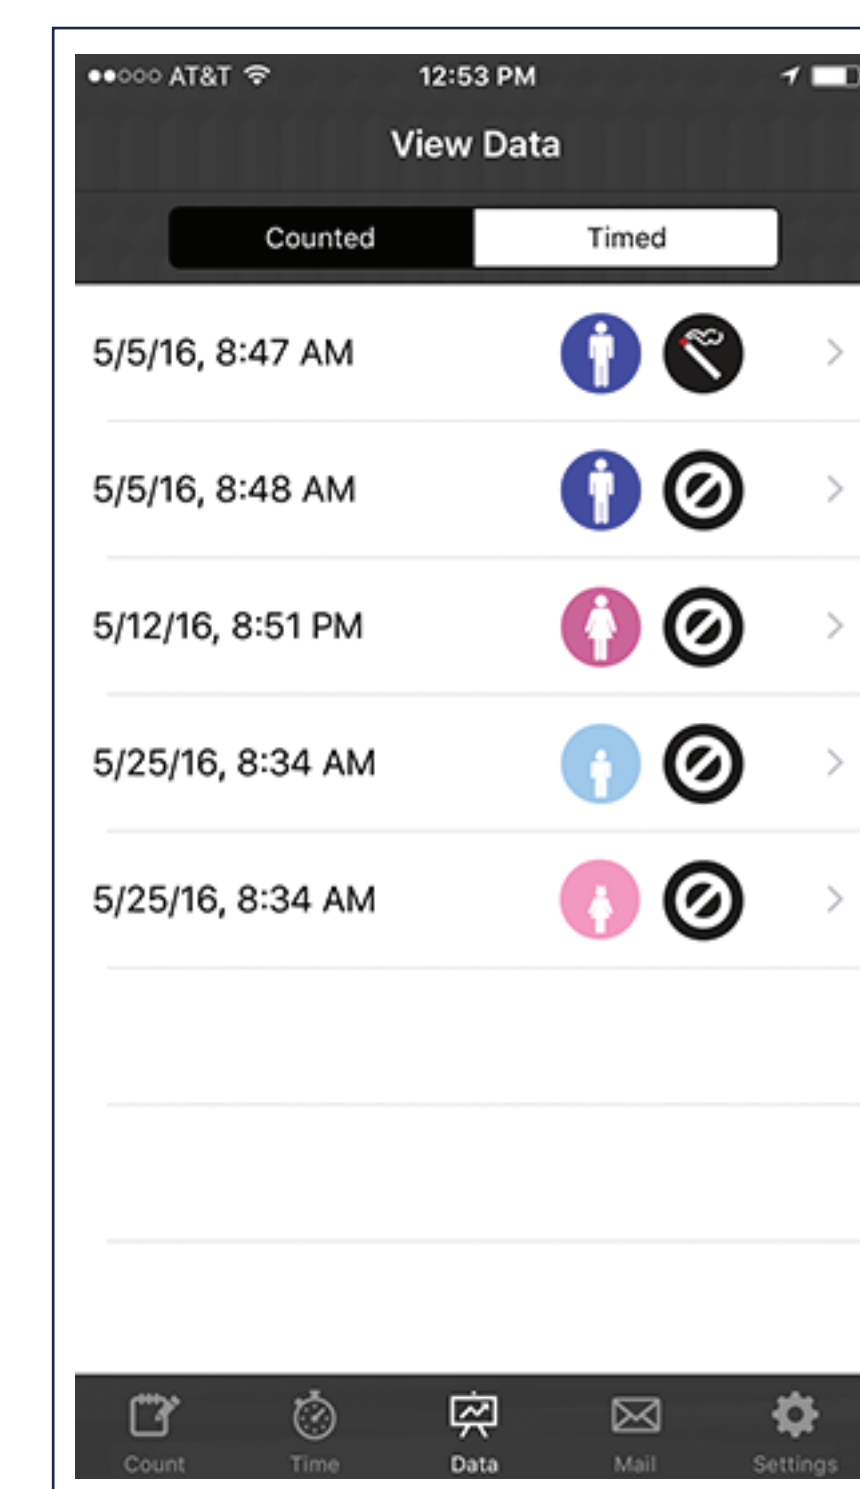 AT&T 12:53 PM
View Data
Counted Timed
5/5/16, 8:47 AM
5/5/16, 8:48 AM
5/12/16, 8:51 PM
5/25/16, 8:34 AM
5/25/16, 8:34 AM
Count Time Data Mail Settings